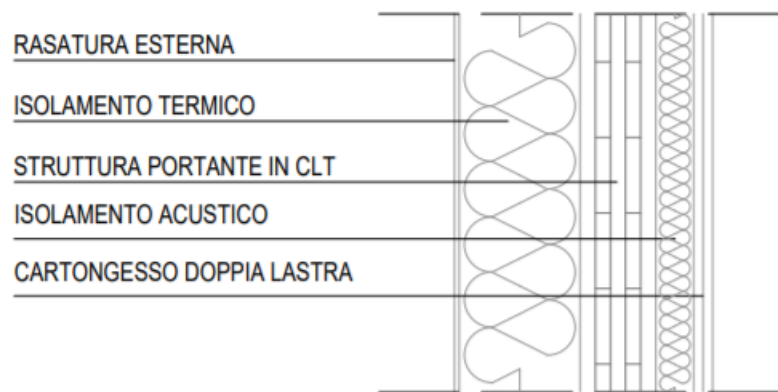 RASATURA ESTERNA
ISOLAMENTO TERMICO
STRUTTURA PORTANTE IN CLT
ISOLAMENTO ACUSTICO
CARTONGESSO DOPPIA LASTRA